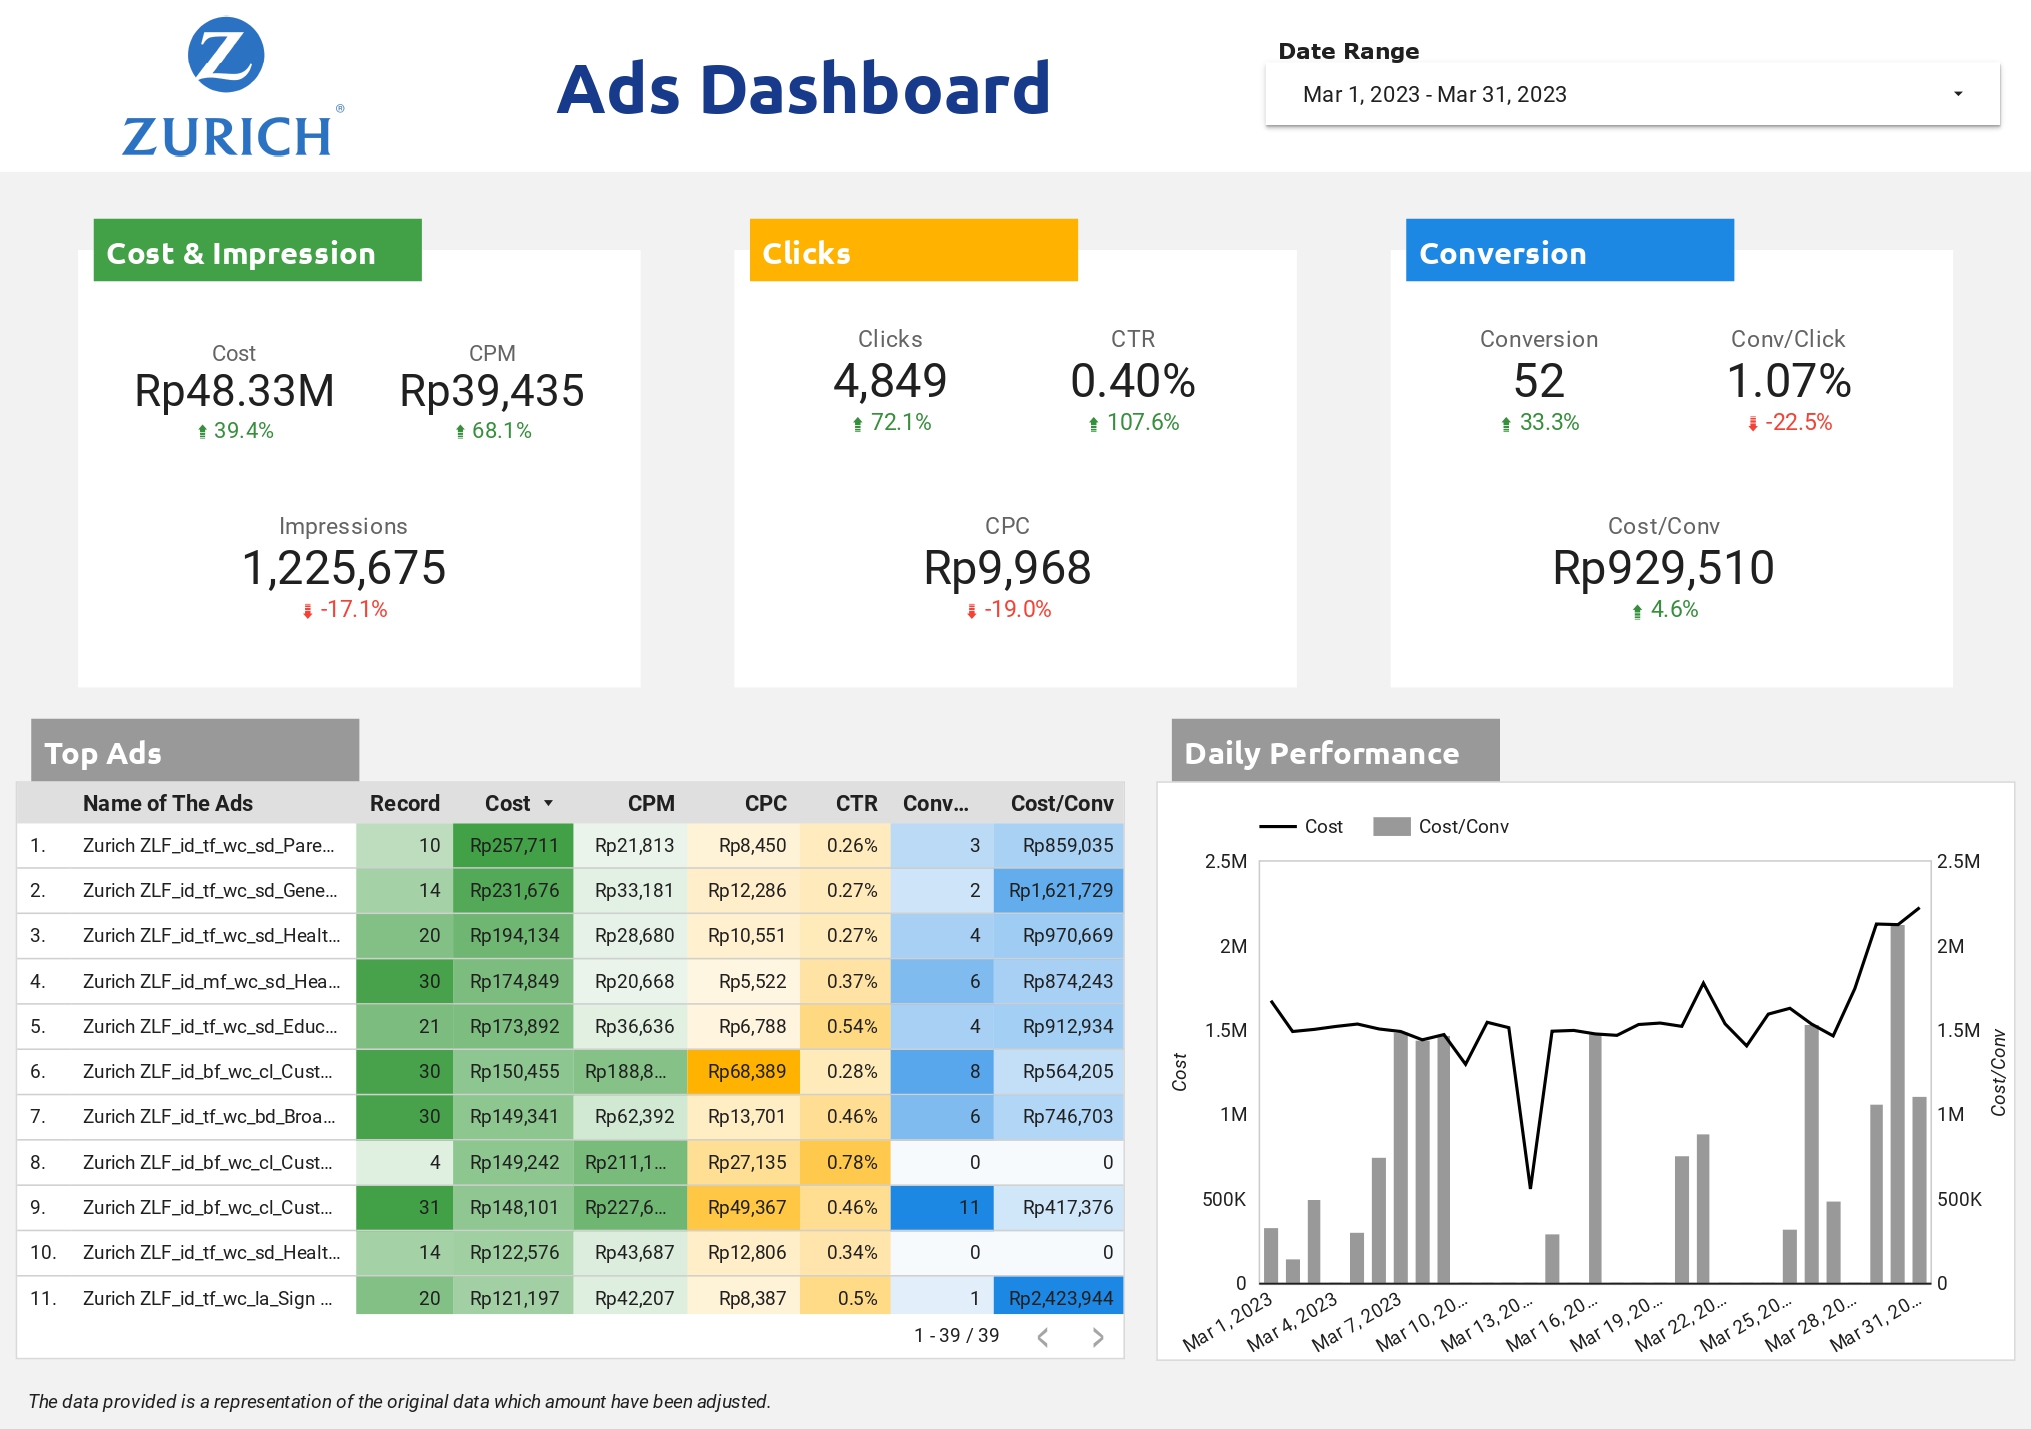 Z
ZURICH®
Ads Dashboard
Date Range
Mar 1, 2023 - Mar 31, 2023
Cost & Impression
Cost
Rp48.33M
39.4%
CPM
Rp39,435
68.1%
Impressions
1,225,675
-17.1%
Clicks
Clicks
4,849
72.1%
CTR
0.40%
107.6%
CPC
Rp9,968
-19.0%
Conversion
Conversion
52
33.3%
Conv/Click
1.07%
-22.5%
Cost/Conv
Rp929,510
4.6%
Top Ads
Name of The Ads Record Cost CPM CPC CTR Conv... Cost/Conv
1. Zurich ZLF_id_tf_wc_sd_Pare... 10 Rp257,711 Rp21,813 Rp8,450 0.26% 3 Rp859,035
2. Zurich ZLF_id_tf_wc_sd_Gene... 14 Rp231,676 Rp33,181 Rp12,286 0.27% 2 Rp1,621,729
3. Zurich ZLF_id_tf_wc_sd_Healt... 20 Rp194,134 Rp28,680 Rp10,551 0.27% 4 Rp970,669
4. Zurich ZLF_id_mf_wc_sd_Hea... 30 Rp174,849 Rp20,668 Rp5,522 0.37% 6 Rp874,243
5. Zurich ZLF_id_tf_wc_sd_Educ... 21 Rp173,892 Rp36,636 Rp6,788 0.54% 4 Rp912,934
6. Zurich ZLF_id_bf_wc_cl_Cust... 30 Rp150,455 Rp188,8... Rp68,389 0.28% 8 Rp564,205
7. Zurich ZLF_id_tf_wc_bd_Broa... 30 Rp149,341 Rp62,392 Rp13,701 0.46% 6 Rp746,703
8. Zurich ZLF_id_bf_wc_cl_Cust... 4 Rp149,242 Rp211,1... Rp27,135 0.78% 0 0
9. Zurich ZLF_id_bf_wc_cl_Cust... 31 Rp148,101 Rp227,6... Rp49,367 0.46% 11 Rp417,376
10. Zurich ZLF_id_tf_wc_sd_Healt... 14 Rp122,576 Rp43,687 Rp12,806 0.34% 0 0
11. Zurich ZLF_id_tf_wc_la_Sign ... 20 Rp121,197 Rp42,207 Rp8,387 0.5% 1 Rp2,423,944
1 - 39 / 39
Daily Performance
Cost Cost/Conv
2.5M 2.5M
2M 2M
1.5M 1.5M
1M 1M
500K 500K
0 0
Cost
Cost/Conv
Mar 1, 2023 Mar 4, 2023 Mar 7, 2023 Mar 10, 20... Mar 13, 20... Mar 16, 20... Mar 19, 20... Mar 22, 20... Mar 25, 20... Mar 28, 20... Mar 31, 20...
The data provided is a representation of the original data which amount have been adjusted.